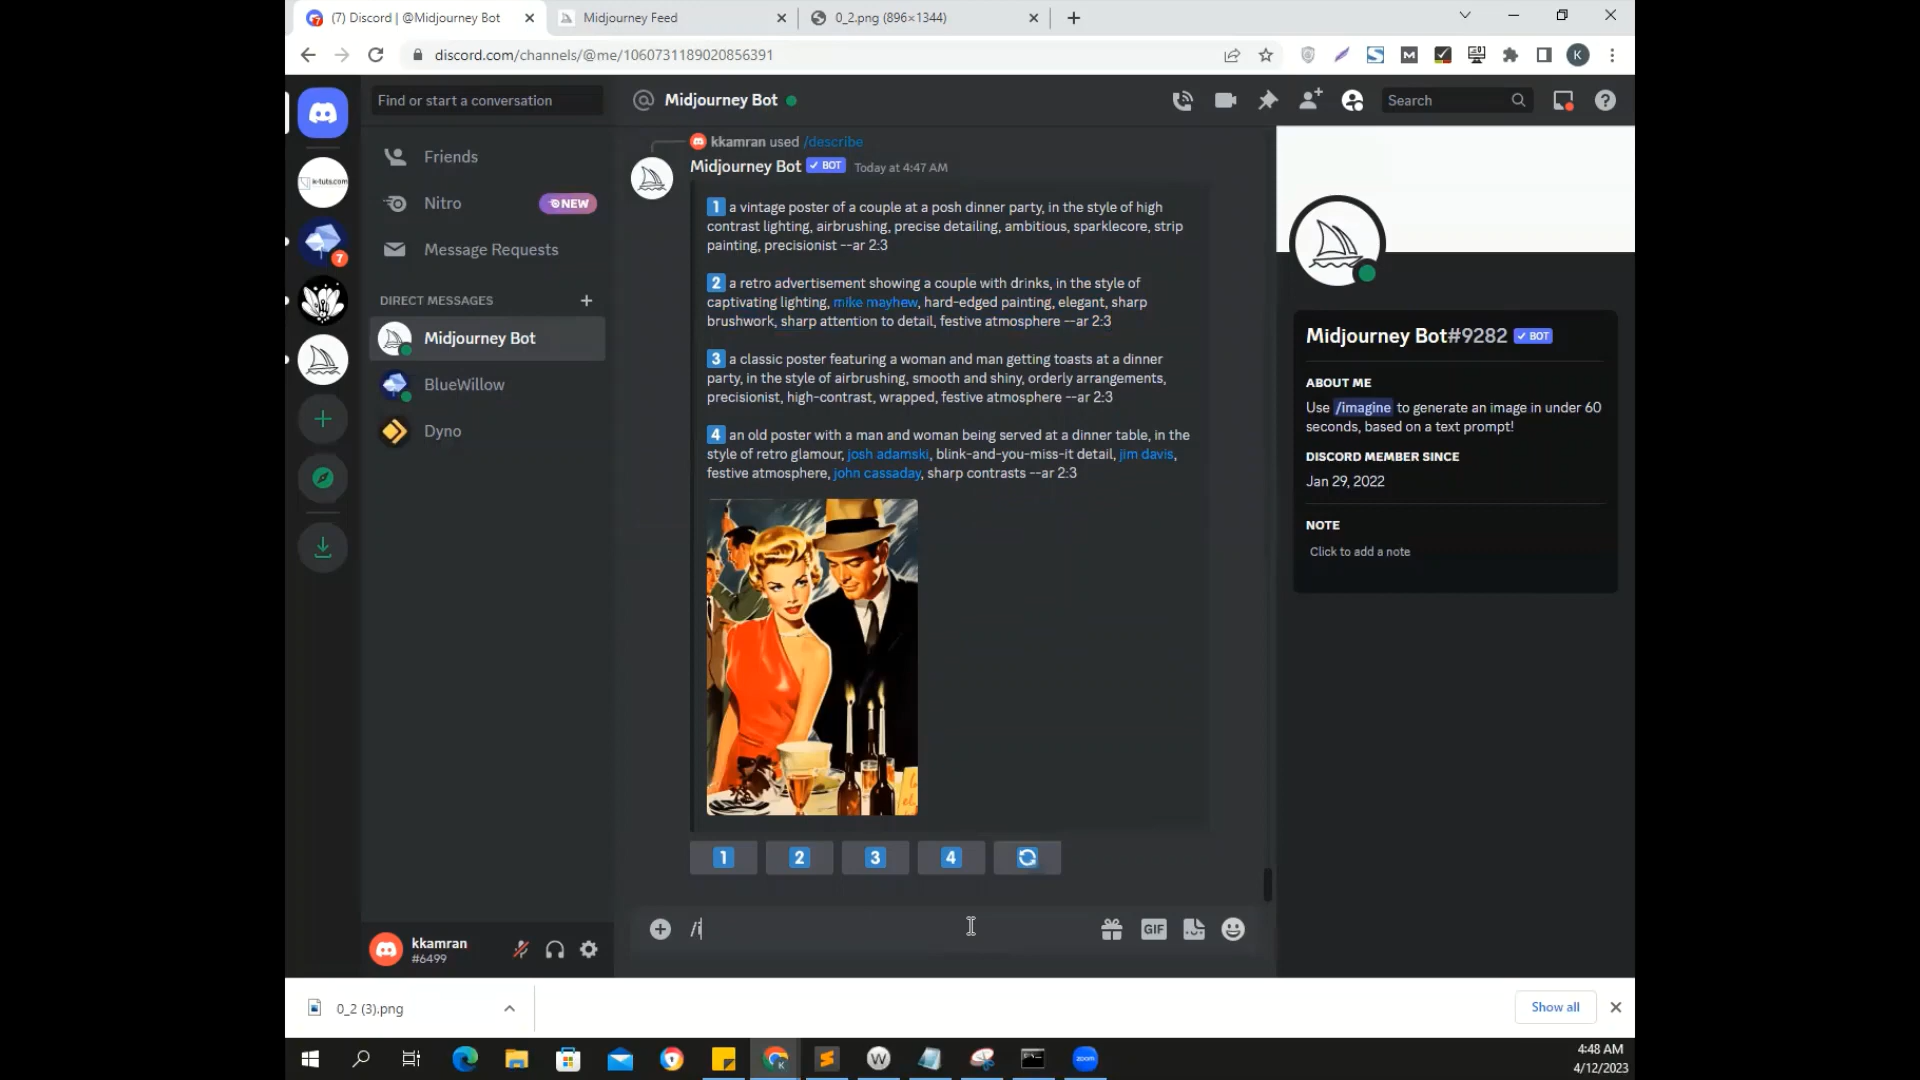 (7) Discord | @Midjourney Bot
Midjourney Feed
0_2.png (896×1344)
discord.com/channels/@me/1060731189020856391
K
Find or start a conversation
Midjourney Bot
Search
k-tuts.com
7
Friends
Nitro
NEW
Message Requests
DIRECT MESSAGES
Midjourney Bot
BlueWillow
Dyno
kkamran
#6499
kkamran used /describe
Midjourney Bot ✓ BOT Today at 4:47 AM
1 a vintage poster of a couple at a posh dinner party, in the style of high
contrast lighting, airbrushing, precise detailing, ambitious, sparklecore, strip
painting, precisionist --ar 2:3
2 a retro advertisement showing a couple with drinks, in the style of
captivating lighting, mike mayhew, hard-edged painting, elegant, sharp
brushwork, sharp attention to detail, festive atmosphere --ar 2:3
3 a classic poster featuring a woman and man getting toasts at a dinner
party, in the style of airbrushing, smooth and shiny, orderly arrangements,
precisionist, high-contrast, wrapped, festive atmosphere --ar 2:3
4 an old poster with a man and woman being served at a dinner table, in the
style of retro glamour, josh adamski, blink-and-you-miss-it detail, jim davis,
festive atmosphere, john cassaday, sharp contrasts --ar 2:3
1 2 3 4
/i
GIF
Midjourney Bot#9282 ✓ BOT
ABOUT ME
Use /imagine to generate an image in under 60
seconds, based on a text prompt!
DISCORD MEMBER SINCE
Jan 29, 2022
NOTE
Click to add a note
0_2 (3).png
Show all
zoom
4:48 AM
4/12/2023